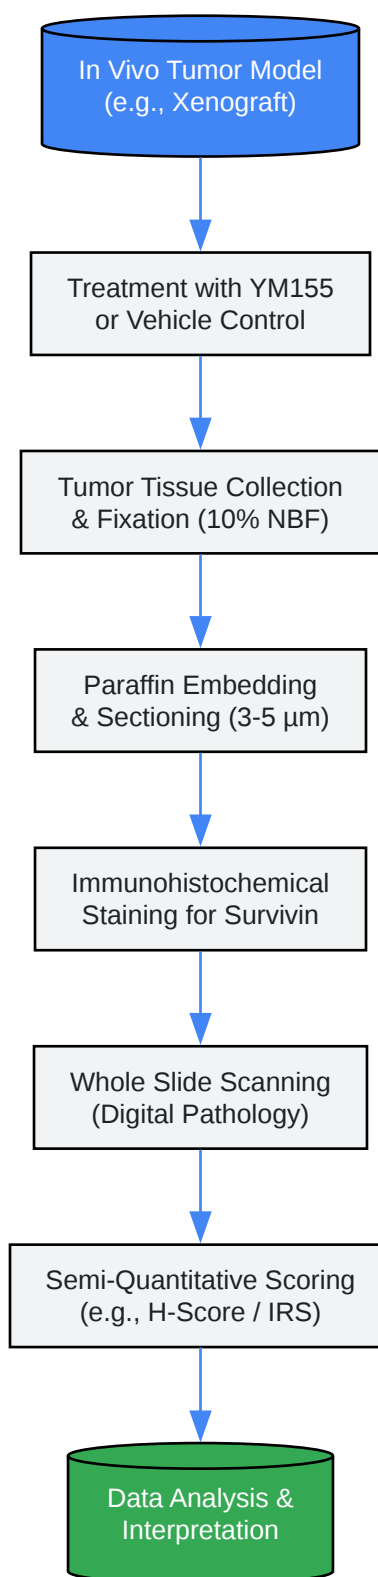 In Vivo Tumor Model
(e.g., Xenograft)
Treatment with YM155
or Vehicle Control
Tumor Tissue Collection
& Fixation (10% NBF)
Paraffin Embedding
& Sectioning (3-5 µm)
Immunohistochemical
Staining for Survivin
Whole Slide Scanning
(Digital Pathology)
Semi-Quantitative Scoring
(e.g., H-Score / IRS)
Data Analysis &
Interpretation